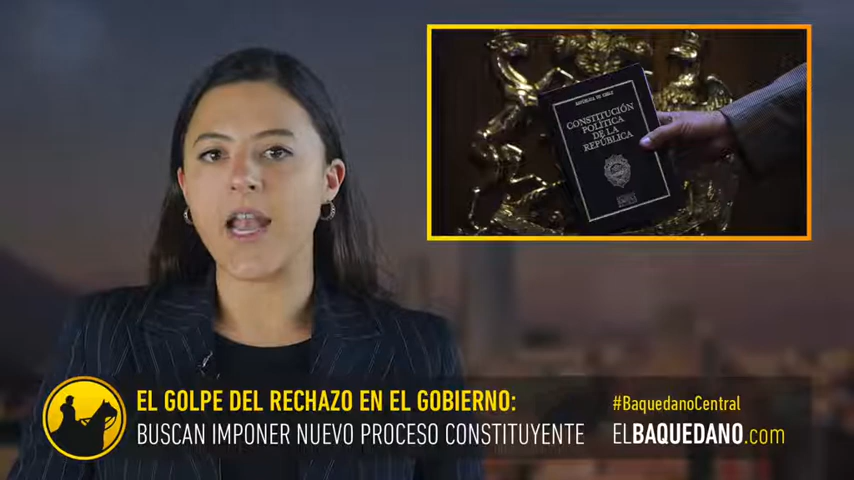 REPÚBLICA DE CHILE
CONSTITUCIÓN
POLÍTICA
DE LA
REPÚBLICA
EL GOLPE DEL RECHAZO EN EL GOBIERNO:
BUSCAN IMPONER NUEVO PROCESO CONSTITUYENTE
#BaquedanoCentral
ELBAQUEDANO.com